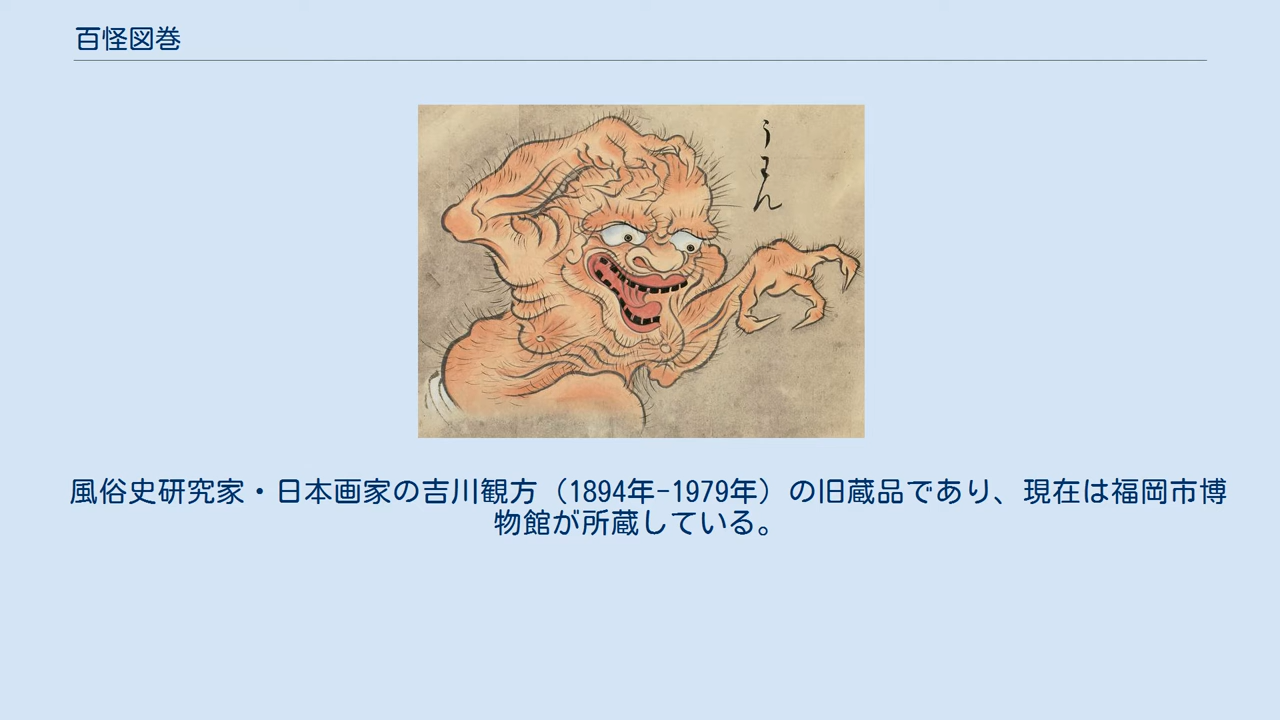 百怪図巻
うわん
風俗史研究家・日本画家の吉川観方（1894年-1979年）の旧蔵品であり、現在は福岡市博
物館が所蔵している。